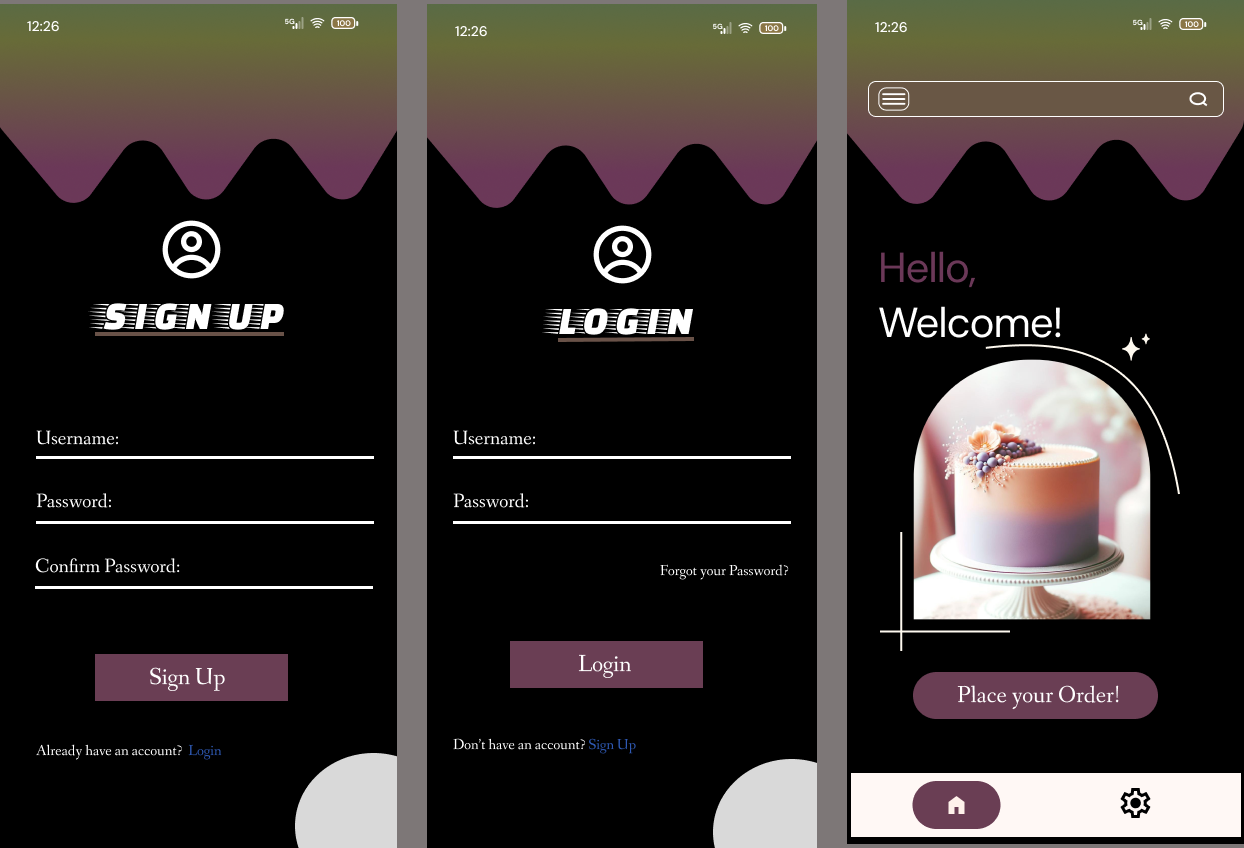 12:26
5G
100
SIGN UP
Username:
Password:
Confirm Password:
Sign Up
Already have an account? Login
12:26
5G
100
LOGIN
Username:
Password:
Forgot your Password?
Login
Don't have an account? Sign Up
12:26
5G
100
Hello,
Welcome!
Place your Order!